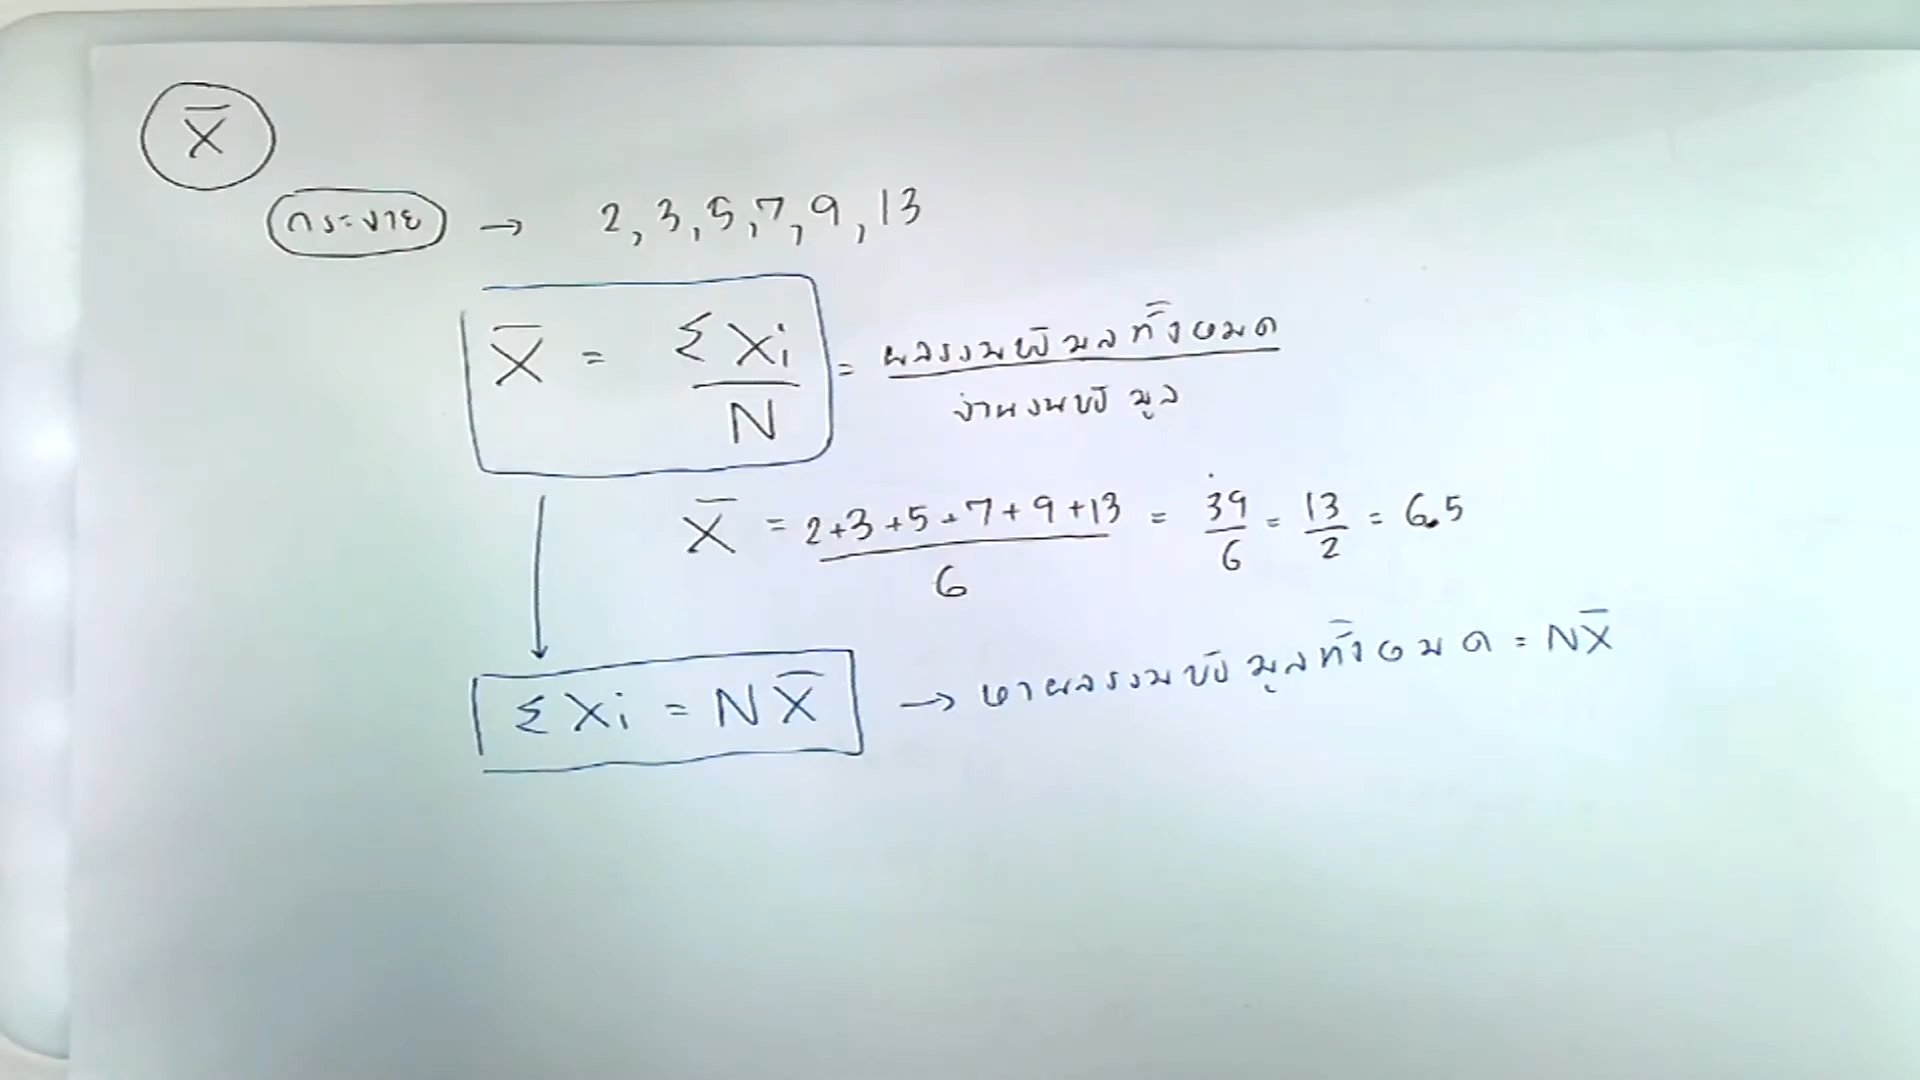 X̄
กระจาย → 2, 3, 5, 7, 9, 13
X̄ = ΣXi / N = ผลรวมข้อมูลทั้งหมด / จำนวนข้อมูล
X̄ = 2+3+5+7+9+13 / 6 = 39/6 = 13/2 = 6.5
ΣXi = NX̄ → หาผลรวมข้อมูลทั้งหมด = NX̄